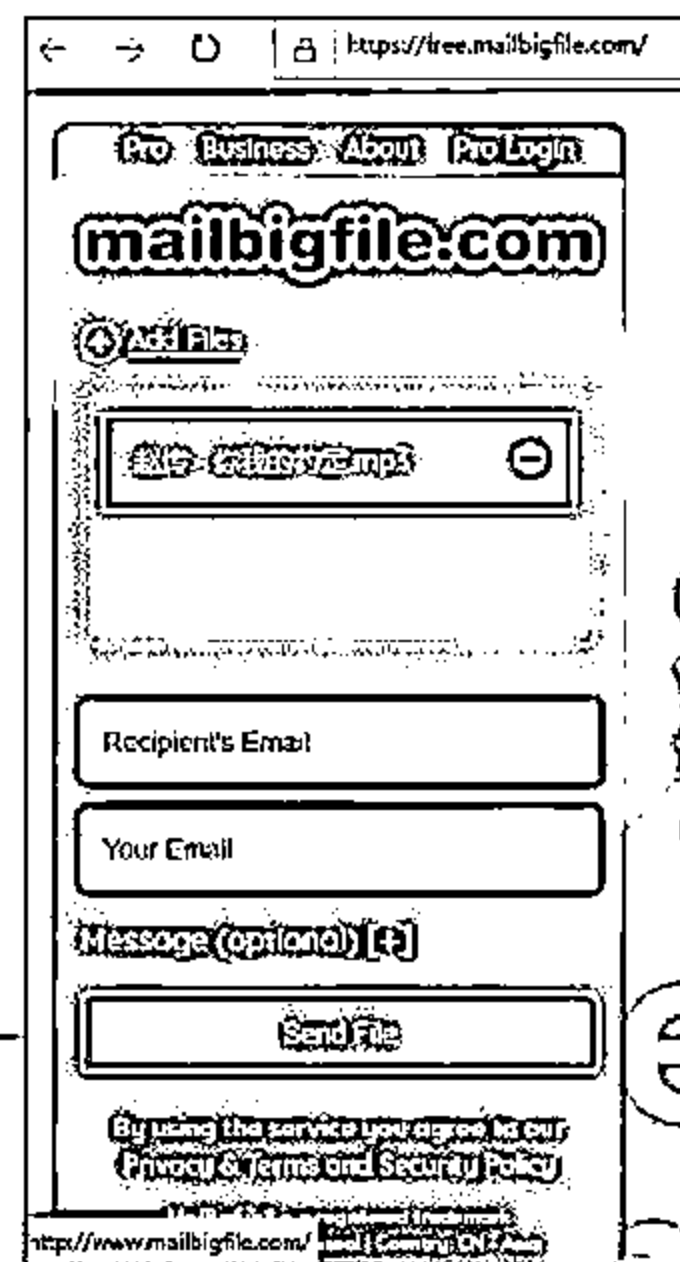 https://free.mailbigfile.com/
Pro Business About Pro Login
mailbigfile.com
Add Files
.mp3
Recipient's Email
Your Email
Message (optional) [+]
Send File
By using the service you agree to our
Privacy & Terms and Security Policy
http://www.mailbigfile.com/